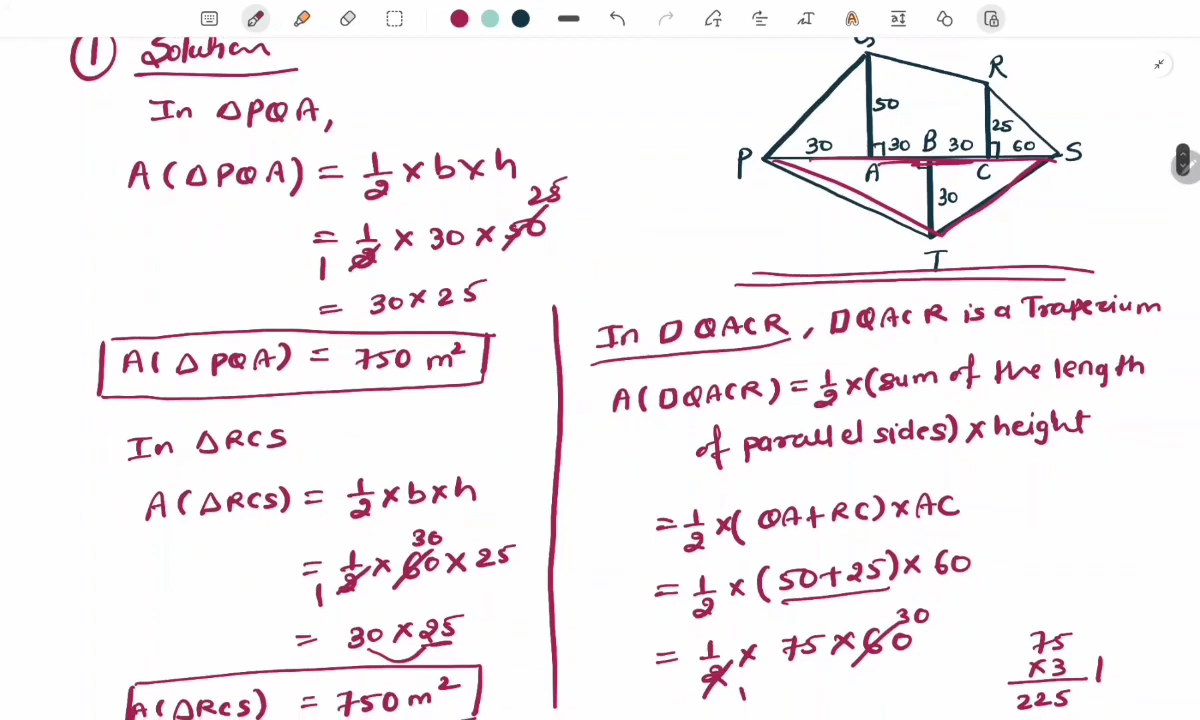 ① Solution
In △PQA,
A(△PQA) = 1/2 × b × h
= 1/2 × 30 × 50 25
1
= 30 × 25
A(△PQA) = 750 m²
In △RCS
A(△RCS) = 1/2 × b × h
= 1/2 × 60 × 25 30
1
= 30 × 25
A(△RCS) = 750 m²
R
50
25
P 30 A 30 B 30 C 60 S
30
T
In □ QACR, □QACR is a Trapezium
A(□QACR) = 1/2 × (sum of the length
of parallel sides) × height
= 1/2 × (QA + RC) × AC
= 1/2 × (50 + 25) × 60
= 1/2 × 75 × 60 30
1
75
×3
225